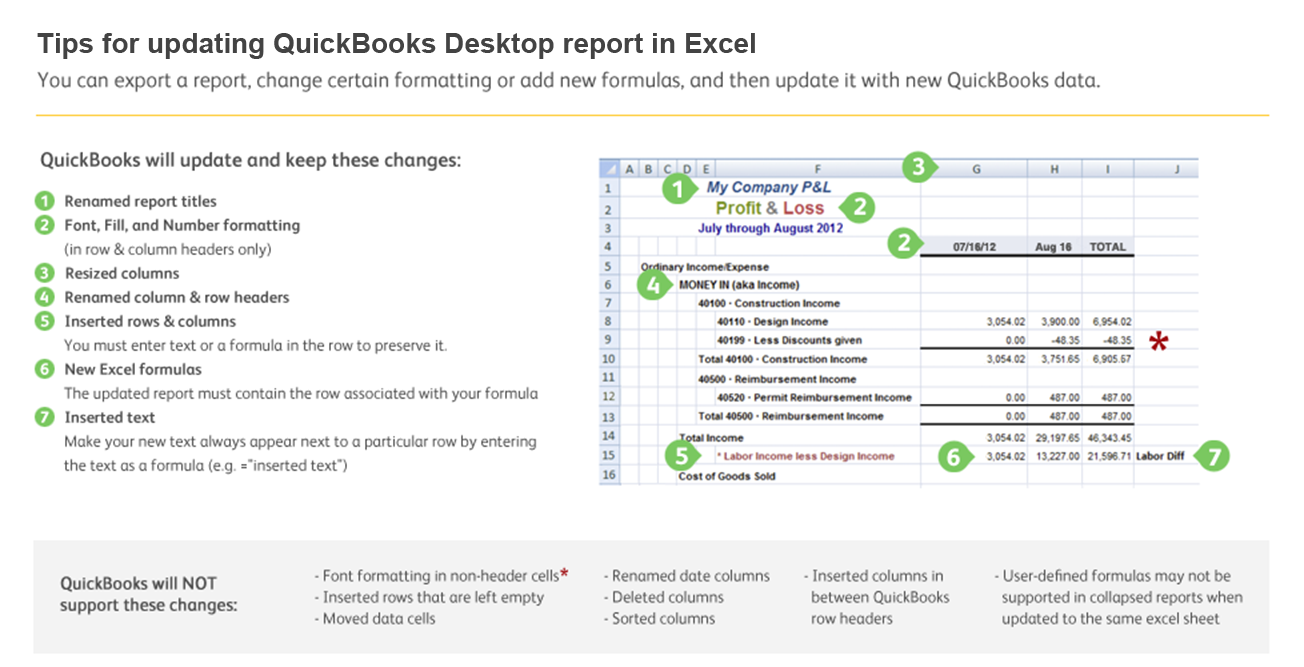 Tips for updating QuickBooks Desktop report in Excel
You can export a report, change certain formatting or add new formulas, and then update it with new QuickBooks data.
QuickBooks will update and keep these changes:
1 Renamed report titles
2 Font, Fill, and Number formatting
(in row & column headers only)
3 Resized columns
4 Renamed column & row headers
5 Inserted rows & columns
You must enter text or a formula in the row to preserve it.
6 New Excel formulas
The updated report must contain the row associated with your formula
7 Inserted text
Make your new text always appear next to a particular row by entering
the text as a formula (e.g. ="inserted text")
A B C D E F 3 G H I J
1 1 My Company P&L
2 Profit & Loss 2
3 July through August 2012
4 2 07/16/12 Aug 16 TOTAL
5 Ordinary Income/Expense
6 4 MONEY IN (aka Income)
7 40100 · Construction Income
8 40110 · Design Income 3,054.02 3,900.00 6,954.02
9 40199 · Less Discounts given 0.00 -48.35 -48.35 *
10 Total 40100 · Construction Income 3,054.02 3,751.65 6,905.67
11 40500 · Reimbursement Income
12 40520 · Permit Reimbursement Income 0.00 487.00 487.00
13 Total 40500 · Reimbursement Income 0.00 487.00 487.00
14 Total Income 3,054.02 29,197.65 46,343.45
15 5 * Labor Income less Design Income 6 3,054.02 13,227.00 21,596.71 Labor Diff 7
16 Cost of Goods Sold
QuickBooks will NOT
support these changes:
- Font formatting in non-header cells*
- Inserted rows that are left empty
- Moved data cells
- Renamed date columns
- Deleted columns
- Sorted columns
- Inserted columns in
between QuickBooks
row headers
- User-defined formulas may not be
supported in collapsed reports when
updated to the same excel sheet